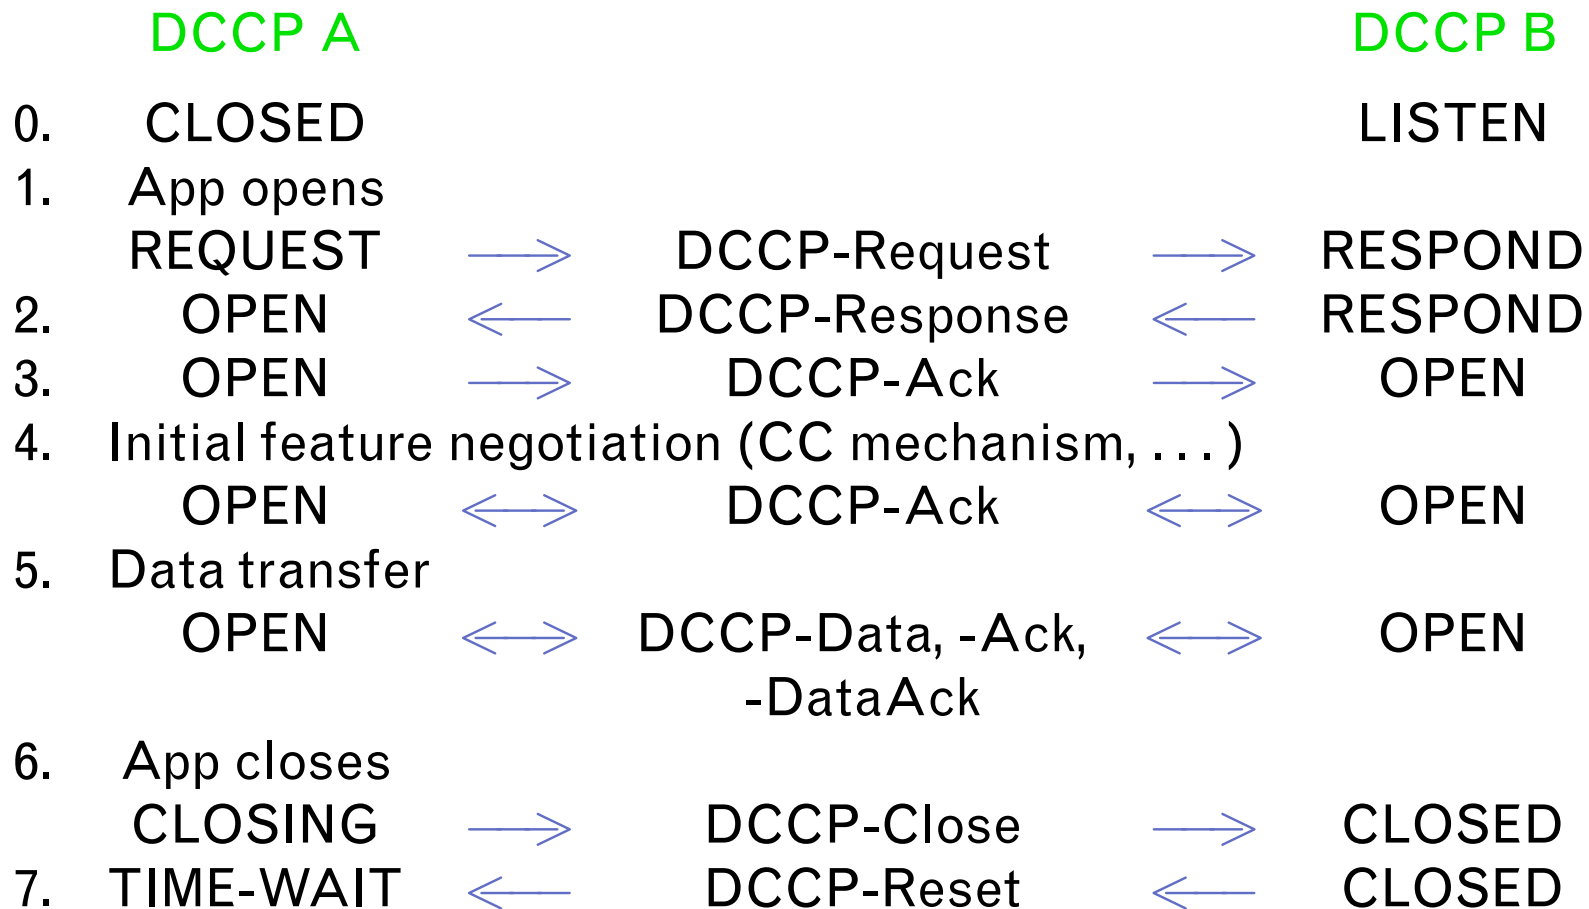 DCCP A DCCP B
0. CLOSED LISTEN
1. App opens
REQUEST DCCP-Request RESPOND
2. OPEN DCCP-Response RESPOND
3. OPEN DCCP-Ack OPEN
4. Initial feature negotiation (CC mechanism, . . . )
OPEN DCCP-Ack OPEN
5. Data transfer
OPEN DCCP-Data, -Ack, OPEN
-DataAck
6. App closes
CLOSING DCCP-Close CLOSED
7. TIME-WAIT DCCP-Reset CLOSED